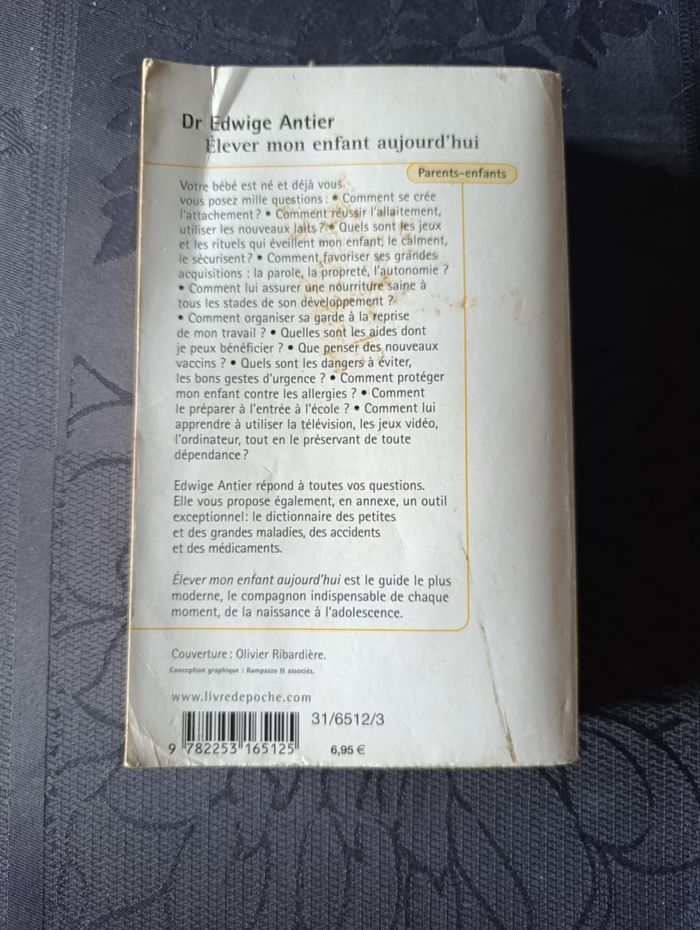 Dr Edwige Antier
Élever mon enfant aujourd'hui
Parents-enfants
Votre bébé est né et déjà vous
vous posez mille questions : • Comment se crée
l'attachement ? • Comment réussir l'allaitement,
utiliser les nouveaux laits ? • Quels sont les jeux
et les rituels qui éveillent mon enfant, le calment,
le sécurisent ? • Comment favoriser ses grandes
acquisitions : la parole, la propreté, l'autonomie ?
• Comment lui assurer une nourriture saine à
tous les stades de son développement ?
• Comment organiser sa garde à la reprise
de mon travail ? • Quelles sont les aides dont
je peux bénéficier ? • Que penser des nouveaux
vaccins ? • Quels sont les dangers à éviter,
les bons gestes d'urgence ? • Comment protéger
mon enfant contre les allergies ? • Comment
le préparer à l'entrée à l'école ? • Comment lui
apprendre à utiliser la télévision, les jeux vidéo,
l'ordinateur, tout en le préservant de toute
dépendance ?
Edwige Antier répond à toutes vos questions.
Elle vous propose également, en annexe, un outil
exceptionnel : le dictionnaire des petites
et des grandes maladies, des accidents
et des médicaments.
Élever mon enfant aujourd'hui est le guide le plus
moderne, le compagnon indispensable de chaque
moment, de la naissance à l'adolescence.
Couverture : Olivier Ribardière.
Conception graphique : Rampazzo & associés.
www.livredepoche.com
31/6512/3
9 782253 165125
6,95 €